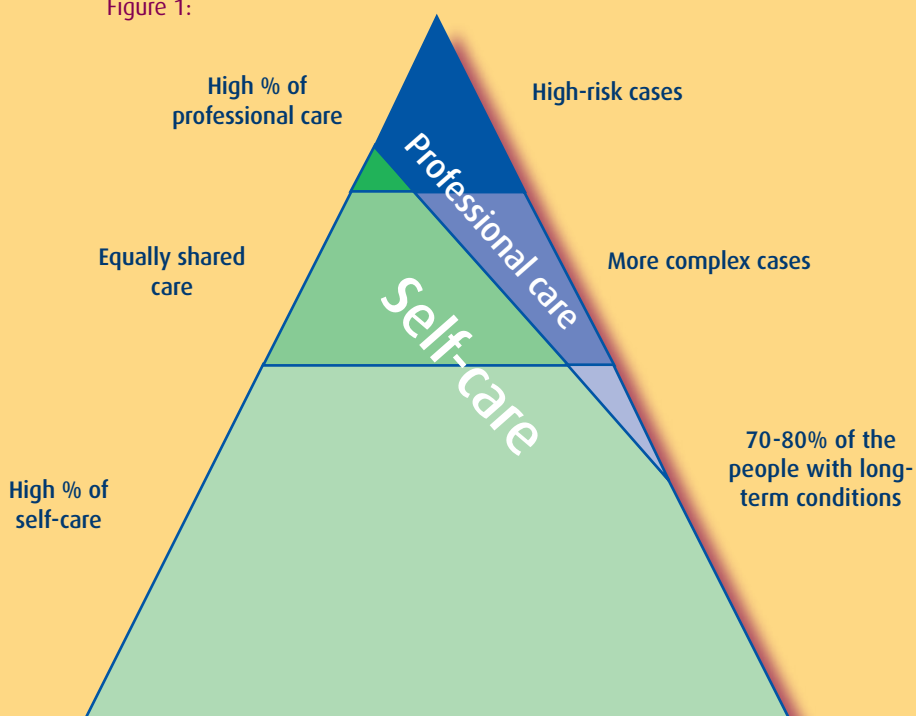 Figure 1:
High % of
professional care
High-risk cases
Professional care
Equally shared
care
More complex cases
Self-care
High % of
self-care
70-80% of the
people with long-
term conditions